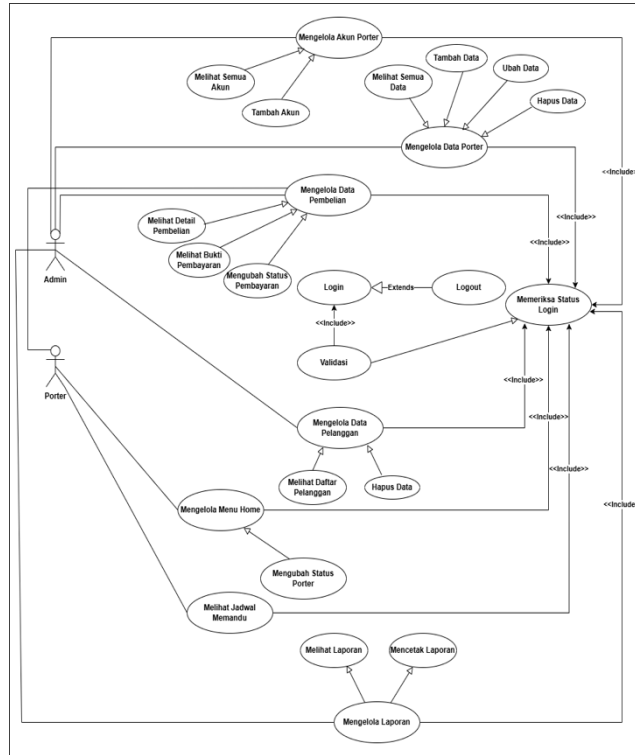 Mengelola Akun Porter
Melihat Semua
Akun
Tambah Akun
Tambah Data
Melihat Semua
Data
Ubah Data
Hapus Data
Mengelola Data Porter
<<Include>
Mengelola Data
Pembelian
<<Include>>
Melihat Detail
Pembelian
Melihat Bukti
Pembayaran
Mengubah Status
Pembayaran
<<Include>>
Admin
Login
Extends
Logout
Memeriksa Status
Login
<<Include>>
Validasi
Porter
<<Include>>
Mengelola Data
Pelanggan
<<Include>>
Melihat Daftar
Pelanggan
Hapus Data
<<Include>>
Mengelola Menu Home
<<Include>
Mengubah Status
Porter
Melihat Jadwal
Memandu
Melihat Laporan
Mencetak Laporan
Mengelola Laporan